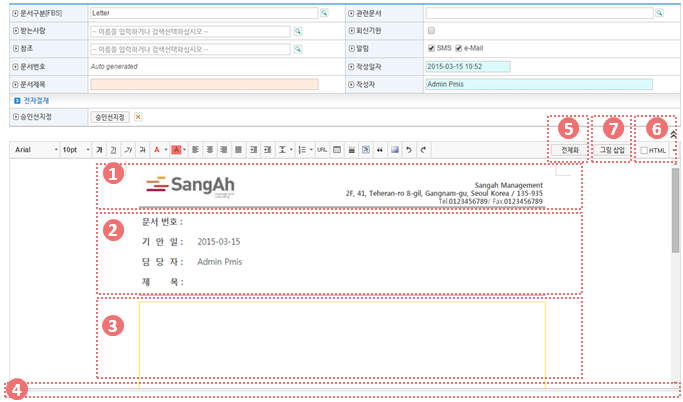 문서구분[FBS] Letter 관련문서
받는사람 -- 이름을 입력하거나 검색선택하십시오 -- 회신기한
참조 -- 이름을 입력하거나 검색선택하십시오 -- 알림 SMS e-Mail
문서번호 Auto generated 작성일자 2015-03-15 10:52
문서제목 작성자 Admin Pmis
전자결재
승인선지정 승인선지정
5 7 6
Arial 10pt 가 가 가 가 A A URL 전체화 그림 삽입 HTML
1 SangAh Sangah Management
2F, 41, Teheran-ro 8-gil, Gangnam-gu, Seoul Korea / 135-935
Tel.0123456789/ Fax.0123456789
2 문서 번호 :
기 안 일 : 2015-03-15
담 당 자 : Admin Pmis
제 목 :
3
4